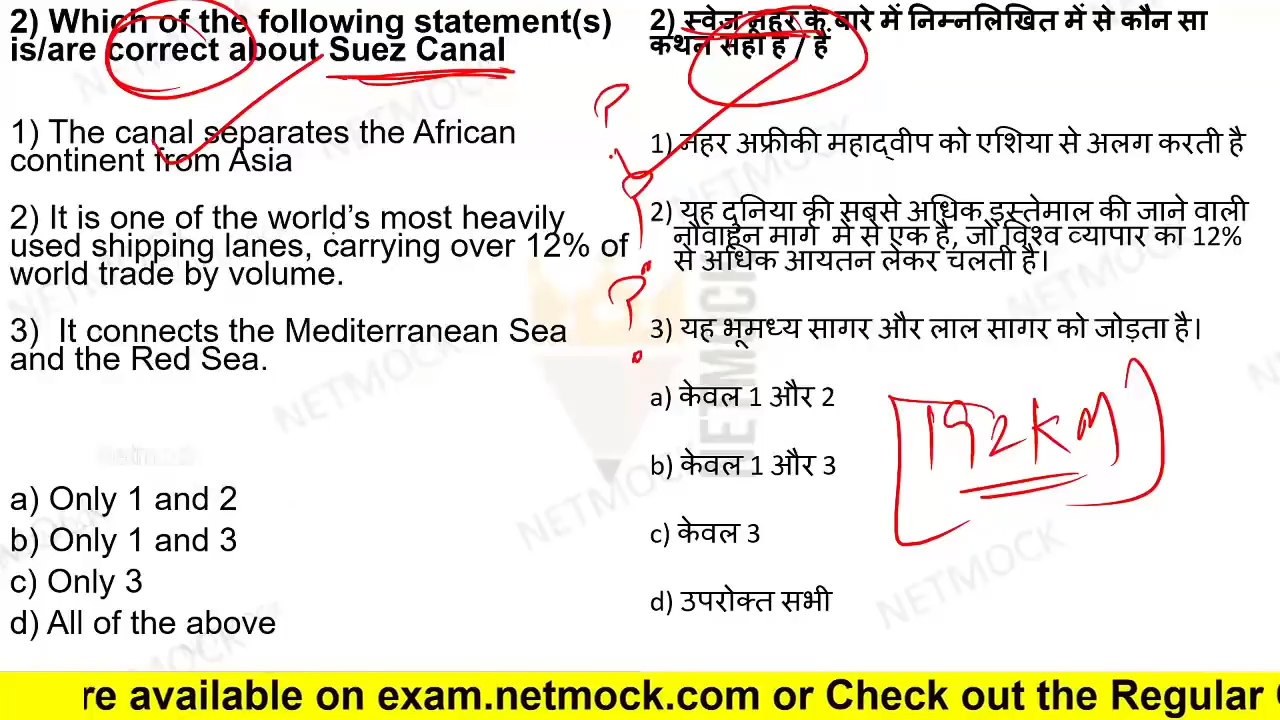 2) Which of the following statement(s)
is/are correct about Suez Canal
1) The canal separates the African
continent from Asia
2) It is one of the world's most heavily
used shipping lanes, carrying over 12% of
world trade by volume.
3) It connects the Mediterranean Sea
and the Red Sea.
a) Only 1 and 2
b) Only 1 and 3
c) Only 3
d) All of the above
2) स्वेज नहर के बारे में निम्नलिखित में से कौन सा
कथन सही है / हैं
1) नहर अफ्रीकी महाद्वीप को एशिया से अलग करती है
2) यह दुनिया की सबसे अधिक इस्तेमाल की जाने वाली
नौवाहन मार्ग में से एक है, जो विश्व व्यापार का 12%
से अधिक आयतन लेकर चलती है।
3) यह भूमध्य सागर और लाल सागर को जोड़ता है।
a) केवल 1 और 2
b) केवल 1 और 3
c) केवल 3
d) उपरोक्त सभी
192 KM
NETMOCK
re available on exam.netmock.com or Check out the Regular